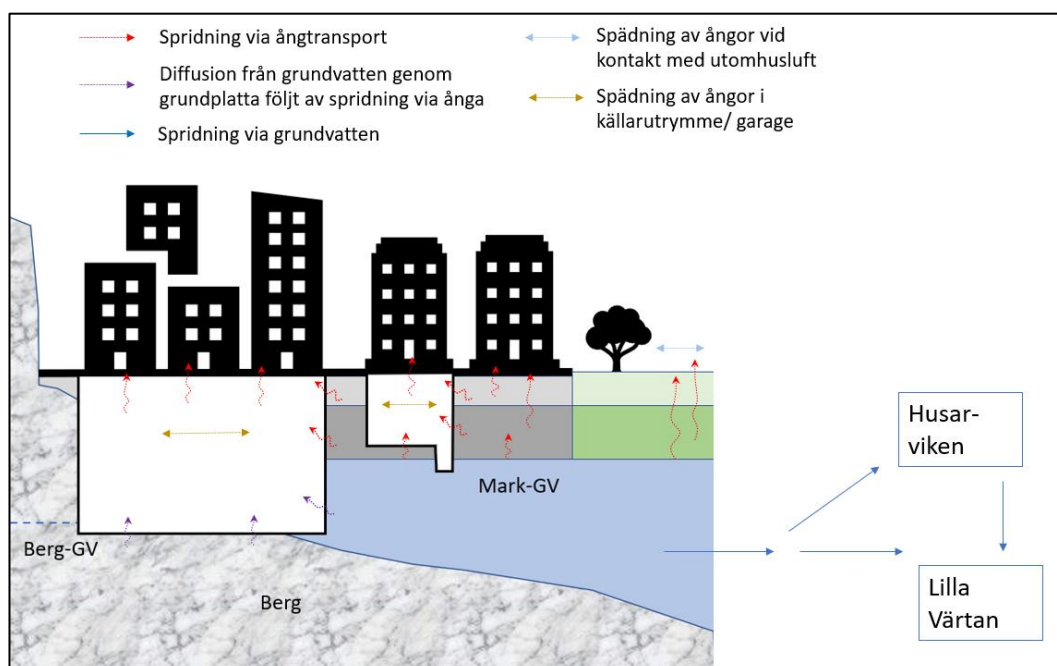 Spridning via ångtransport
Diffusion från grundvatten genom
grundplatta följt av spridning via ånga
Spridning via grundvatten
Spädning av ångor vid
kontakt med utomhusluft
Spädning av ångor i
källarutrymme/ garage
Mark-GV
Berg-GV
Berg
Husar-
viken
Lilla
Värtan